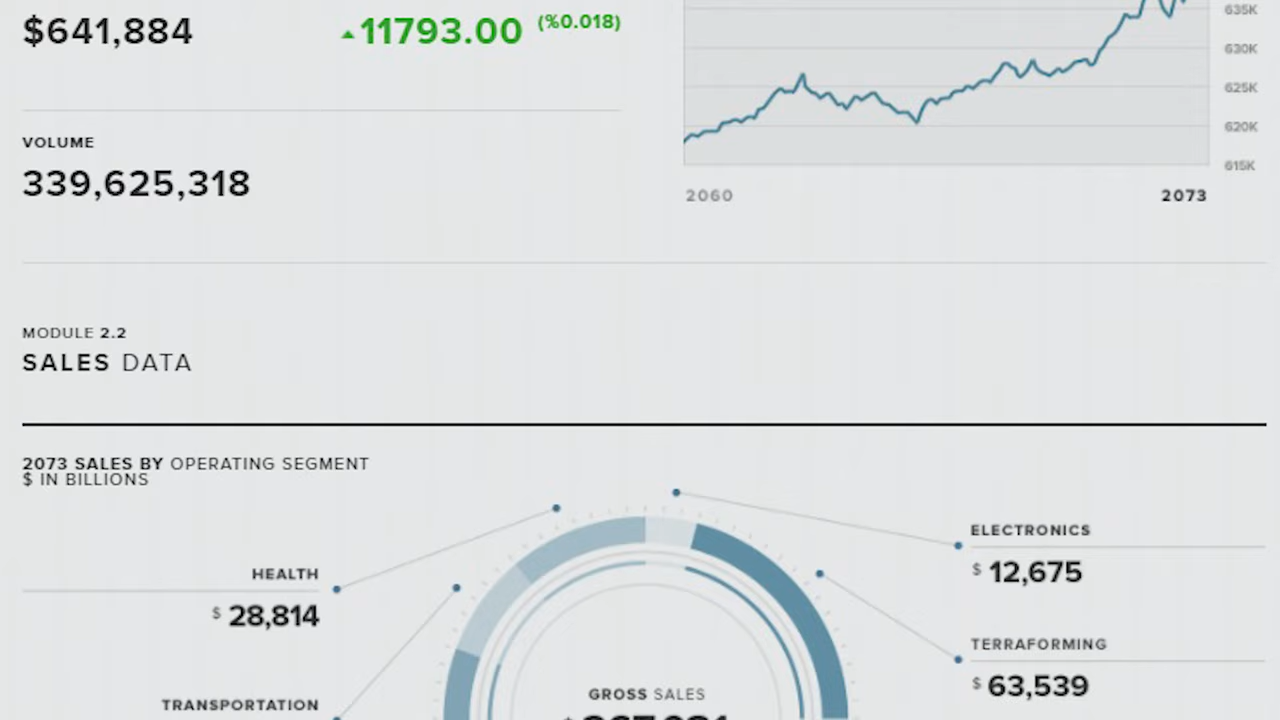 $641,884
11793.00 (%0.018)
635K
630K
625K
620K
615K
2060
2073
VOLUME
339,625,318
MODULE 2.2
SALES DATA
2073 SALES BY OPERATING SEGMENT
$ IN BILLIONS
HEALTH
$ 28,814
TRANSPORTATION
ELECTRONICS
$ 12,675
TERRAFORMING
$ 63,539
GROSS SALES